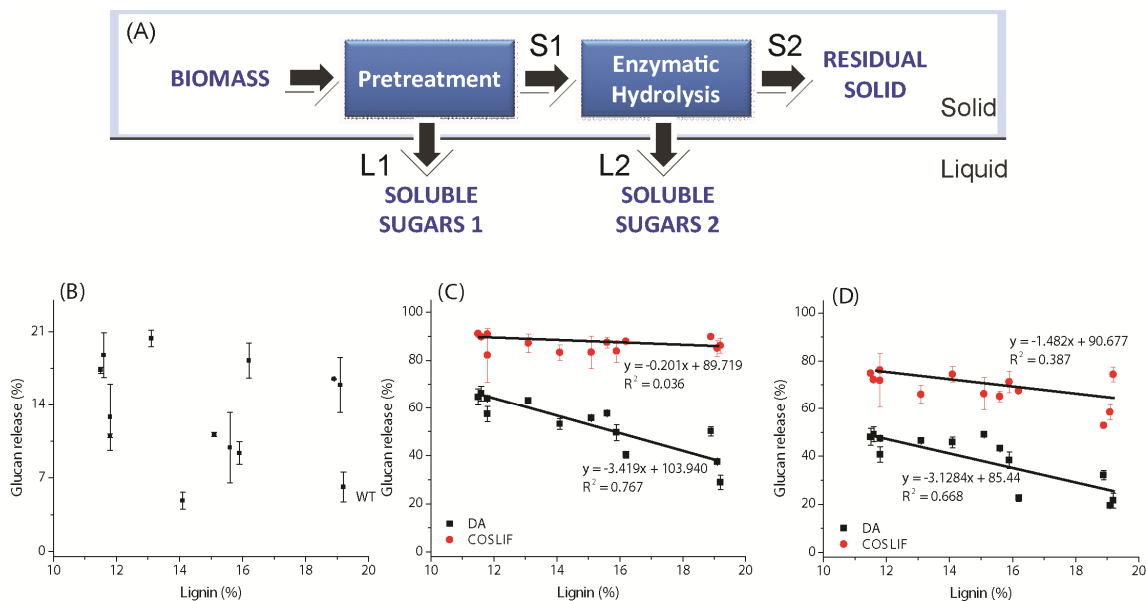 (A)
BIOMASS
Pretreatment
S1
Enzymatic
Hydrolysis
S2
RESIDUAL
SOLID
Solid
Liquid
L1
SOLUBLE
SUGARS 1
L2
SOLUBLE
SUGARS 2
(B)
Glucan release (%)
21
14
7
0
WT
10 12 14 16 18 20
Lignin (%)
(C)
Glucan release (%)
100
80
60
40
20
0
y = -0.201x + 89.719
R² = 0.036
y = -3.419x + 103.940
R² = 0.767
DA
COSLIF
10 12 14 16 18 20
Lignin (%)
(D)
Glucan release (%)
100
80
60
40
20
0
y = -1.482x + 90.677
R² = 0.387
y = -3.1284x + 85.44
R² = 0.668
DA
COSLIF
10 12 14 16 18 20
Lignin (%)